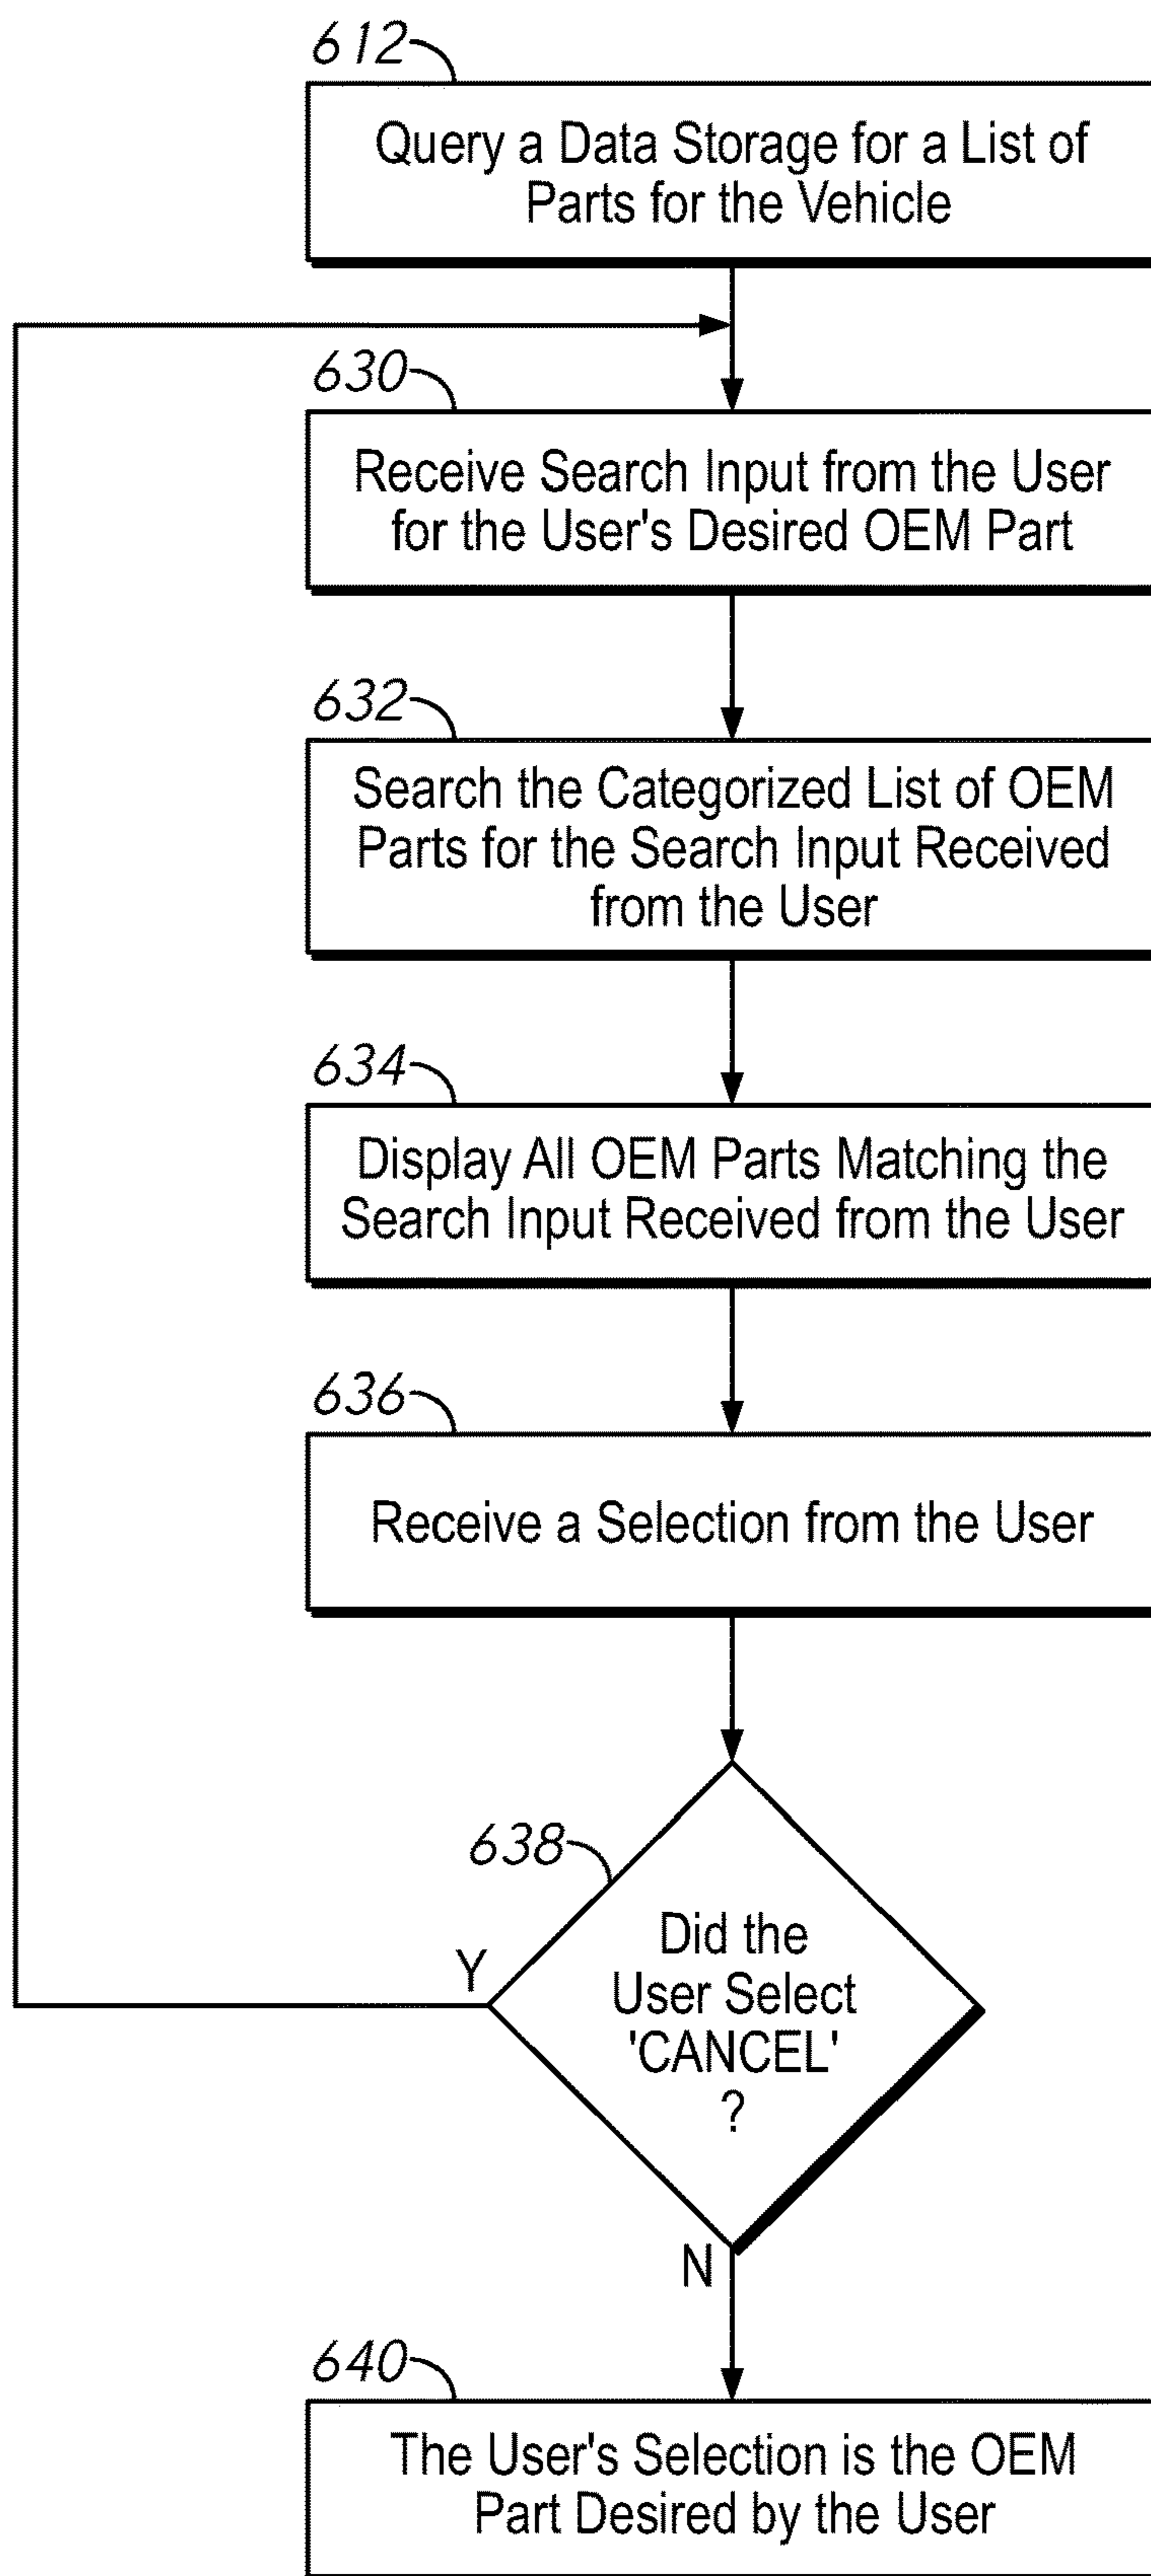 612
Query a Data Storage for a List of
Parts for the Vehicle
630
Receive Search Input from the User
for the User's Desired OEM Part
632
Search the Categorized List of OEM
Parts for the Search Input Received
from the User
634
Display All OEM Parts Matching the
Search Input Received from the User
636
Receive a Selection from the User
638
Did the
User Select
'CANCEL'
?
Y
N
640
The User's Selection is the OEM
Part Desired by the User